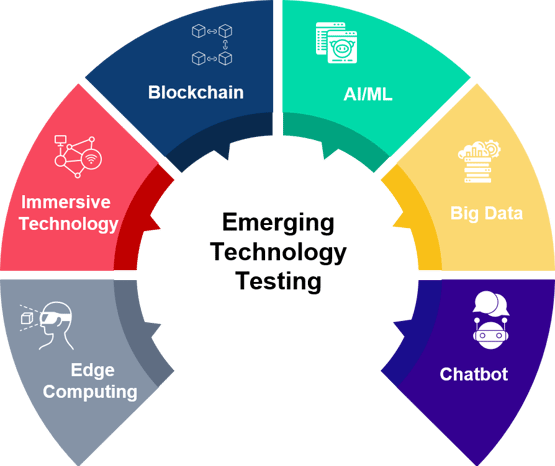 Blockchain
AI/ML
Immersive
Technology
Big Data
Emerging
Technology
Testing
Edge
Computing
Chatbot